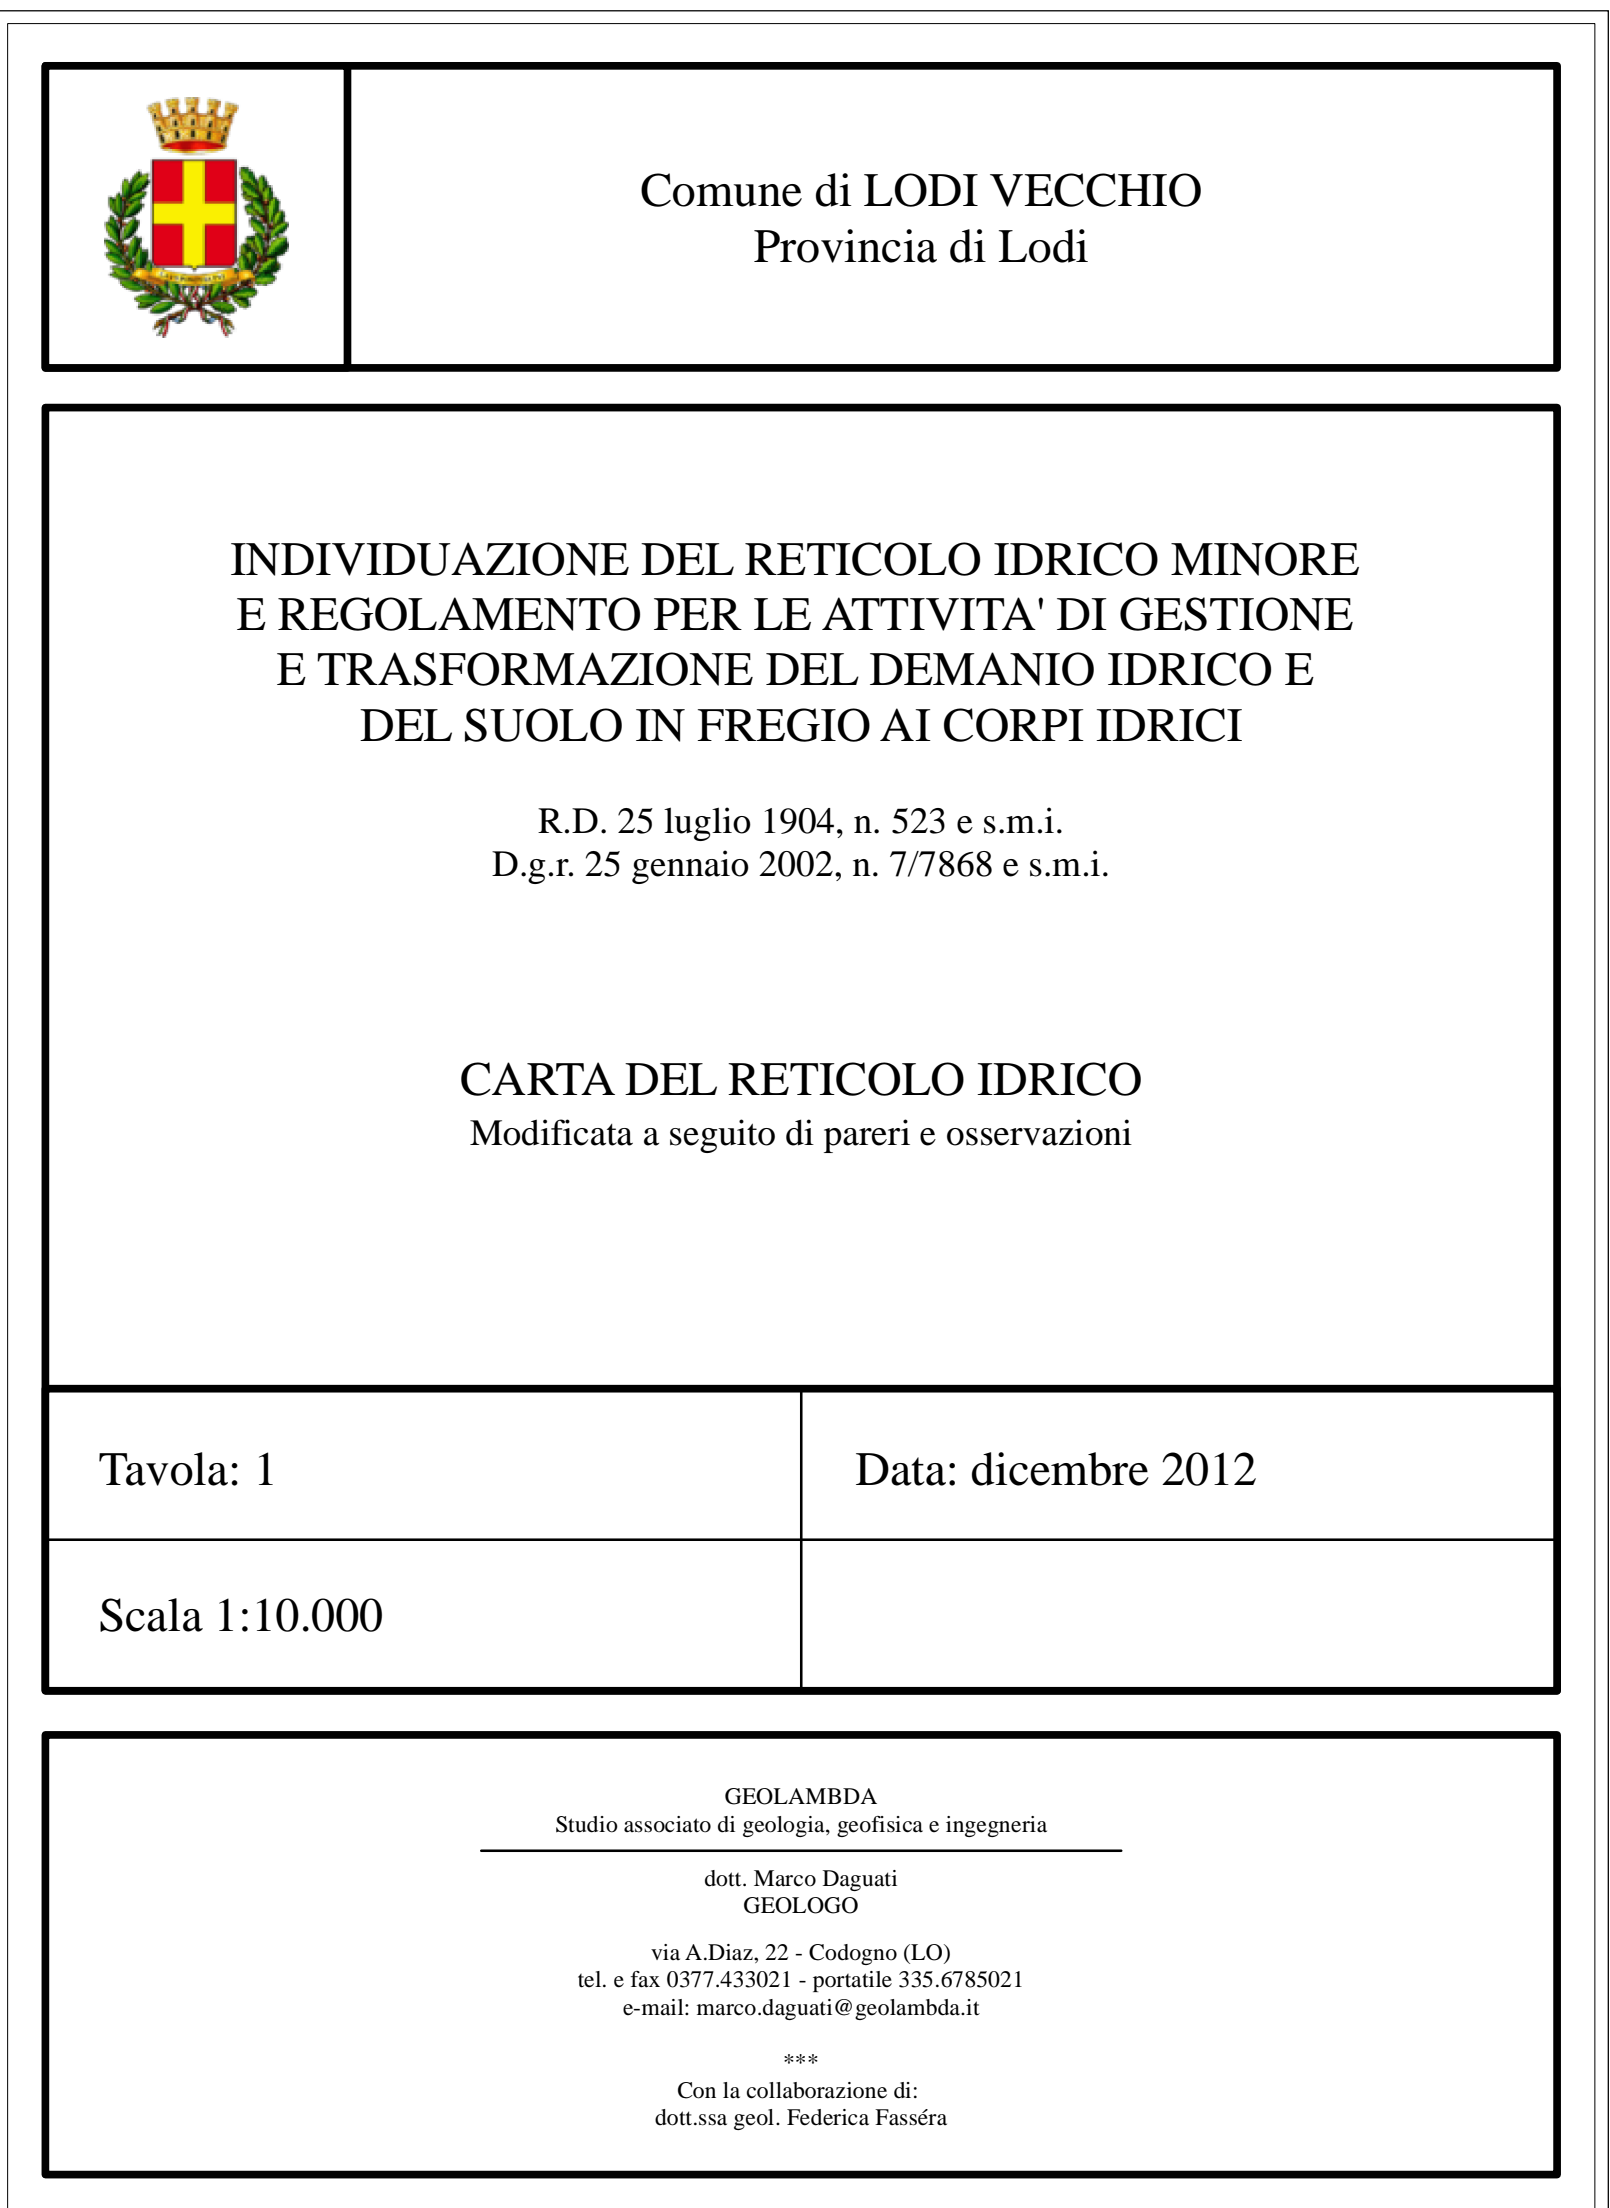 Comune di LODI VECCHIO
Provincia di Lodi
INDIVIDUAZIONE DEL RETICOLO IDRICO MINORE
E REGOLAMENTO PER LE ATTIVITA' DI GESTIONE
E TRASFORMAZIONE DEL DEMANIO IDRICO E
DEL SUOLO IN FREGIO AI CORPI IDRICI
R.D. 25 luglio 1904, n. 523 e s.m.i.
D.g.r. 25 gennaio 2002, n. 7/7868 e s.m.i.
CARTA DEL RETICOLO IDRICO
Modificata a seguito di pareri e osservazioni
Tavola: 1
Data: dicembre 2012
Scala 1:10.000
GEOLAMBDA
Studio associato di geologia, geofisica e ingegneria
dott. Marco Daguati
GEOLOGO
via A.Diaz, 22 - Codogno (LO)
tel. e fax 0377.433021 - portatile 335.6785021
e-mail: marco.daguati@geolambda.it
***
Con la collaborazione di:
dott.ssa geol. Federica Fasséra